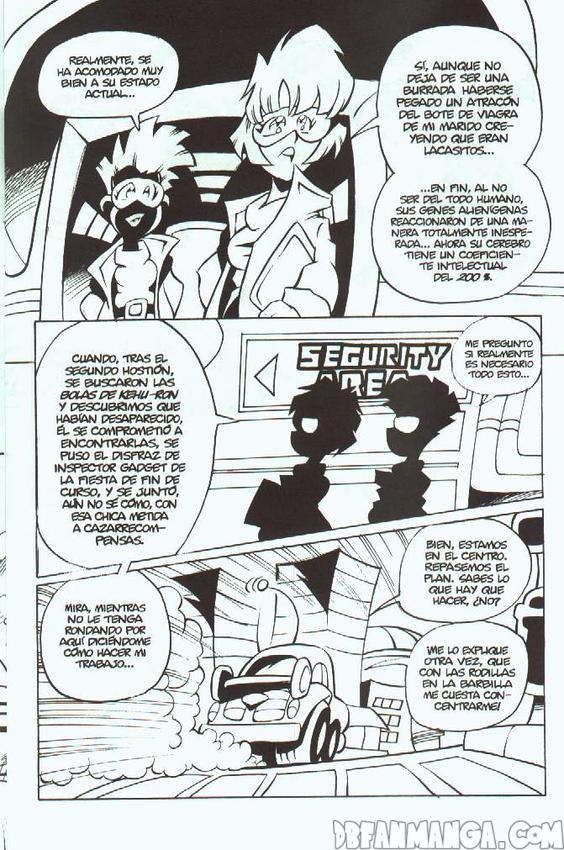 REALMENTE, SE
HA ACOMODADO MUY
BIEN A SU ESTADO
ACTUAL...
SÍ, AUNQUE NO
DEJA DE SER UNA
BURRADA HABERSE
PEGADO UN ATRACÓN
DEL BOTE DE VIAGRA
DE MI MARIDO CRE-
YENDO QUE ERAN
LACASITOS...
...EN FIN, AL NO
SER DEL TODO HUMANO,
SUS GENES ALIENÍGENAS
REACCIONARON DE UNA MA-
NERA TOTALMENTE INESPE-
RADA... AHORA SU CEREBRO
TIENE UN COEFICIEN-
TE INTELECTUAL
DEL 200 %.
CUANDO, TRAS EL
SEGUNDO HOSTIÓN,
SE BUSCARON LAS
BOLAS DE KEHU-RON
Y DESCUBRIMOS QUE
HABÍAN DESAPARECIDO,
ÉL SE COMPROMETIÓ A
ENCONTRARLAS, SE
PUSO EL DISFRAZ DE
INSPECTOR GADGET DE
LA FIESTA DE FIN DE
CURSO, Y SE JUNTÓ,
AÚN NO SÉ CÓMO, CON
ESA CHICA METIDA
A CAZARRECOM-
PENSAS.
SECURITY
AREA
ME PREGUNTO
SI REALMENTE
ES NECESARIO
TODO ESTO...
MIRA, MIENTRAS
NO LE TENGA
RONDANDO POR
AQUÍ DICIÉNDOME
CÓMO HACER MI
TRABAJO...
BIEN, ESTAMOS
EN EL CENTRO.
REPASEMOS EL
PLAN. SABES LO
QUE HAY QUE
HACER, ¿NO?
¡ME LO EXPLIQUE
OTRA VEZ, QUE
CON LAS RODILLAS
EN LA BARBILLA
ME CUESTA CON-
CENTRARME!
DBFANMANGA.COM